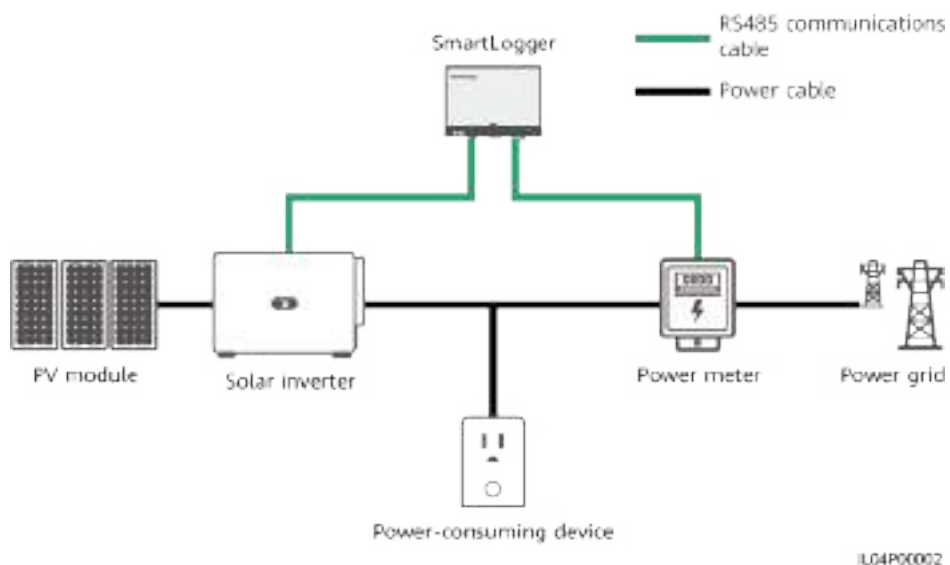 SmartLogger
RS485 communications
cable
Power cable
PV module
Solar inverter
Power meter
Power grid
Power-consuming device
IL04P00002